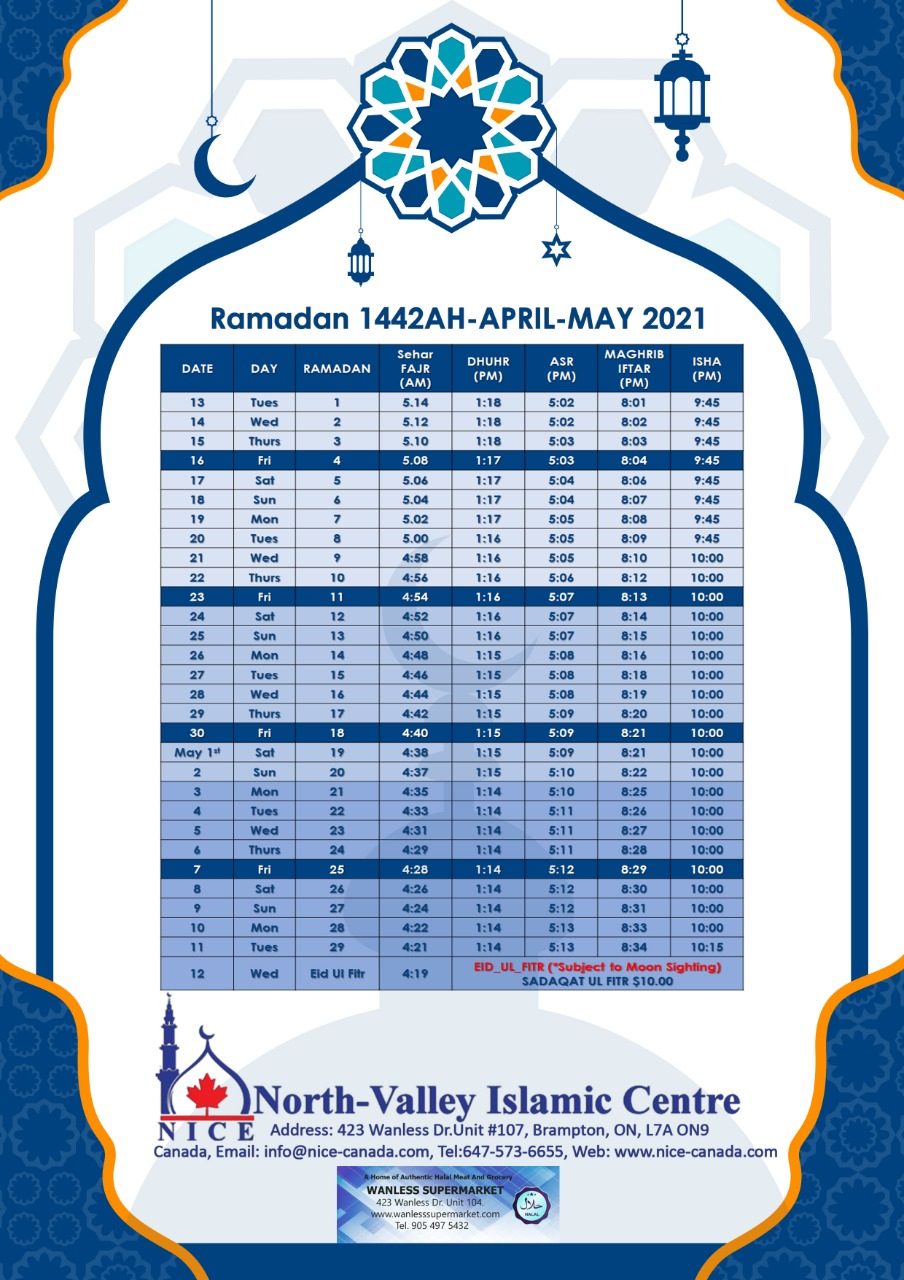 Ramadan 1442AH-APRIL-MAY 2021
DATE DAY RAMADAN Sehar FAJR (AM) DHUHR (PM) ASR (PM) MAGHRIB IFTAR (PM) ISHA (PM)
13 Tues 1 5.14 1:18 5:02 8:01 9:45
14 Wed 2 5.12 1:18 5:02 8:02 9:45
15 Thurs 3 5.10 1:18 5:03 8:03 9:45
16 Fri 4 5.08 1:17 5:03 8:04 9:45
17 Sat 5 5.06 1:17 5:04 8:06 9:45
18 Sun 6 5.04 1:17 5:04 8:07 9:45
19 Mon 7 5.02 1:17 5:05 8:08 9:45
20 Tues 8 5.00 1:16 5:05 8:09 9:45
21 Wed 9 4:58 1:16 5:05 8:10 10:00
22 Thurs 10 4:56 1:16 5:06 8:12 10:00
23 Fri 11 4:54 1:16 5:07 8:13 10:00
24 Sat 12 4:52 1:16 5:07 8:14 10:00
25 Sun 13 4:50 1:16 5:07 8:15 10:00
26 Mon 14 4:48 1:15 5:08 8:16 10:00
27 Tues 15 4:46 1:15 5:08 8:18 10:00
28 Wed 16 4:44 1:15 5:08 8:19 10:00
29 Thurs 17 4:42 1:15 5:09 8:20 10:00
30 Fri 18 4:40 1:15 5:09 8:21 10:00
May 1st Sat 19 4:38 1:15 5:09 8:21 10:00
2 Sun 20 4:37 1:15 5:10 8:22 10:00
3 Mon 21 4:35 1:14 5:10 8:25 10:00
4 Tues 22 4:33 1:14 5:11 8:26 10:00
5 Wed 23 4:31 1:14 5:11 8:27 10:00
6 Thurs 24 4:29 1:14 5:11 8:28 10:00
7 Fri 25 4:28 1:14 5:12 8:29 10:00
8 Sat 26 4:26 1:14 5:12 8:30 10:00
9 Sun 27 4:24 1:14 5:12 8:31 10:00
10 Mon 28 4:22 1:14 5:13 8:33 10:00
11 Tues 29 4:21 1:14 5:13 8:34 10:15
12 Wed Eid Ul Fitr 4:19 EID_UL_FITR (*Subject to Moon Sighting)
SADAQAT UL FITR $10.00
North-Valley Islamic Centre
NICE
Address: 423 Wanless Dr.Unit #107, Brampton, ON, L7A ON9
Canada, Email: info@nice-canada.com, Tel:647-573-6655, Web: www.nice-canada.com
A Home of Authentic Halal Meat And Grocery
WANLESS SUPERMARKET
423 Wanless Dr. Unit 104.
www.wanlesssupermarket.com
Tel. 905 497 5432
حلال
HALAL